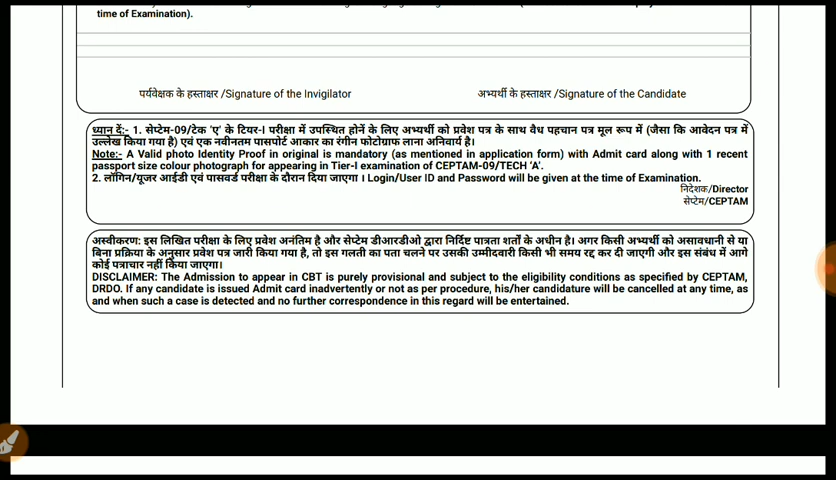 time of Examination).
पर्यवेक्षक के हस्ताक्षर /Signature of the Invigilator
अभ्यर्थी के हस्ताक्षर /Signature of the Candidate
ध्यान दें:- 1. सेप्टेम-09/टेक 'ए' के टियर-I परीक्षा में उपस्थित होनें के लिए अभ्यर्थी को प्रवेश पत्र के साथ वैध पहचान पत्र मूल रूप में (जैसा कि आवेदन पत्र में
उल्लेख किया गया है) एवं एक नवीनतम पासपोर्ट आकार का रंगीन फोटोग्राफ लाना अनिवार्य है।
Note:- A Valid photo Identity Proof in original is mandatory (as mentioned in application form) with Admit card along with 1 recent
passport size colour photograph for appearing in Tier-I examination of CEPTAM-09/TECH 'A'.
2. लॉगिन/यूजर आईडी एवं पासवर्ड परीक्षा के दौरान दिया जाएगा । Login/User ID and Password will be given at the time of Examination.
निदेशक/Director
सेप्टेम/CEPTAM
अस्वीकरण: इस लिखित परीक्षा के लिए प्रवेश अनंतिम है और सेप्टेम डीआरडीओ द्वारा निर्दिष्ट पात्रता शर्तों के अधीन है। अगर किसी अभ्यर्थी को असावधानी से या
बिना प्रक्रिया के अनुसार प्रवेश पत्र जारी किया गया है, तो इस गलती का पता चलने पर उसकी उम्मीदवारी किसी भी समय रद्द कर दी जाएगी और इस संबंध में आगे
कोई पत्राचार नहीं किया जाएगा।
DISCLAIMER: The Admission to appear in CBT is purely provisional and subject to the eligibility conditions as specified by CEPTAM,
DRDO. If any candidate is issued Admit card inadvertently or not as per procedure, his/her candidature will be cancelled at any time, as
and when such a case is detected and no further correspondence in this regard will be entertained.